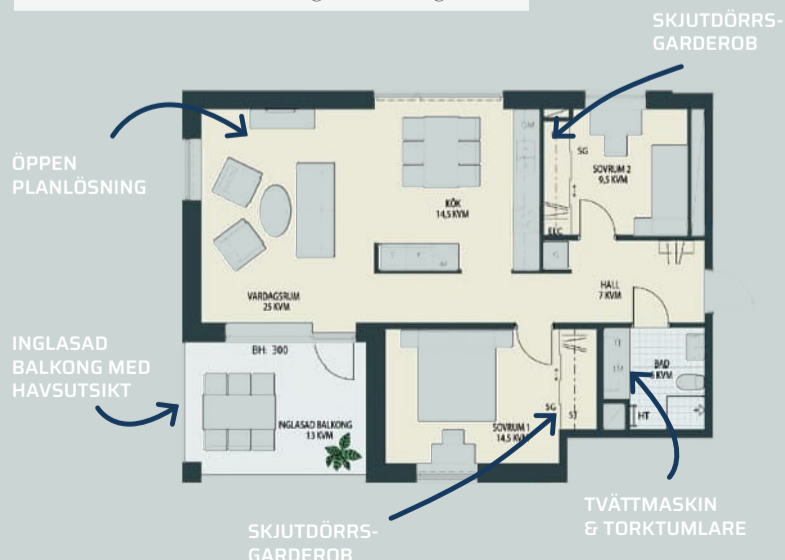 SKJUTDÖRRS-
GARDEROB
ÖPPEN
PLANLÖSNING
SG
SOVRUM 2
9,5 KVM
KÖK
14,5 KVM
ELC
HALL
7 KVM
VARDAGSRUM
25 KVM
INGLASAD
BALKONG MED
HAVSUTSIKT
BH: 300
BAD
5 KVM
INGLASAD BALKONG
13 KVM
SG
ST
HT
SOVRUM 1
14,5 KVM
TVÄTTMASKIN
& TORKTUMLARE
SKJUTDÖRRS-
GARDEROB